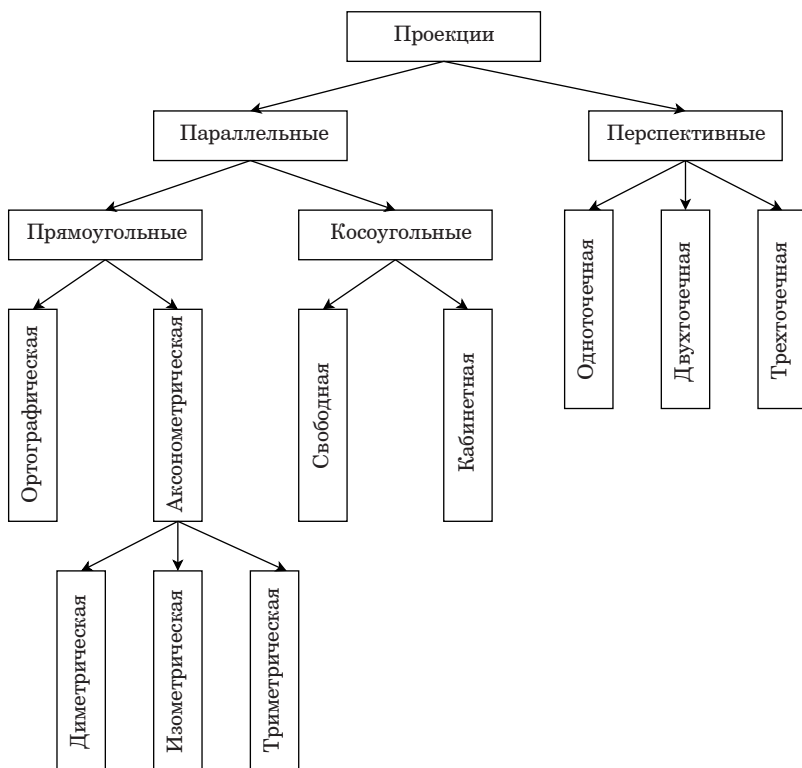 Проекции
Параллельные
Перспективные
Прямоугольные
Косоугольные
Одноточечная
Двухточечная
Трехточечная
Ортографическая
Аксонометрическая
Свободная
Кабинетная
Диметрическая
Изометрическая
Триметрическая